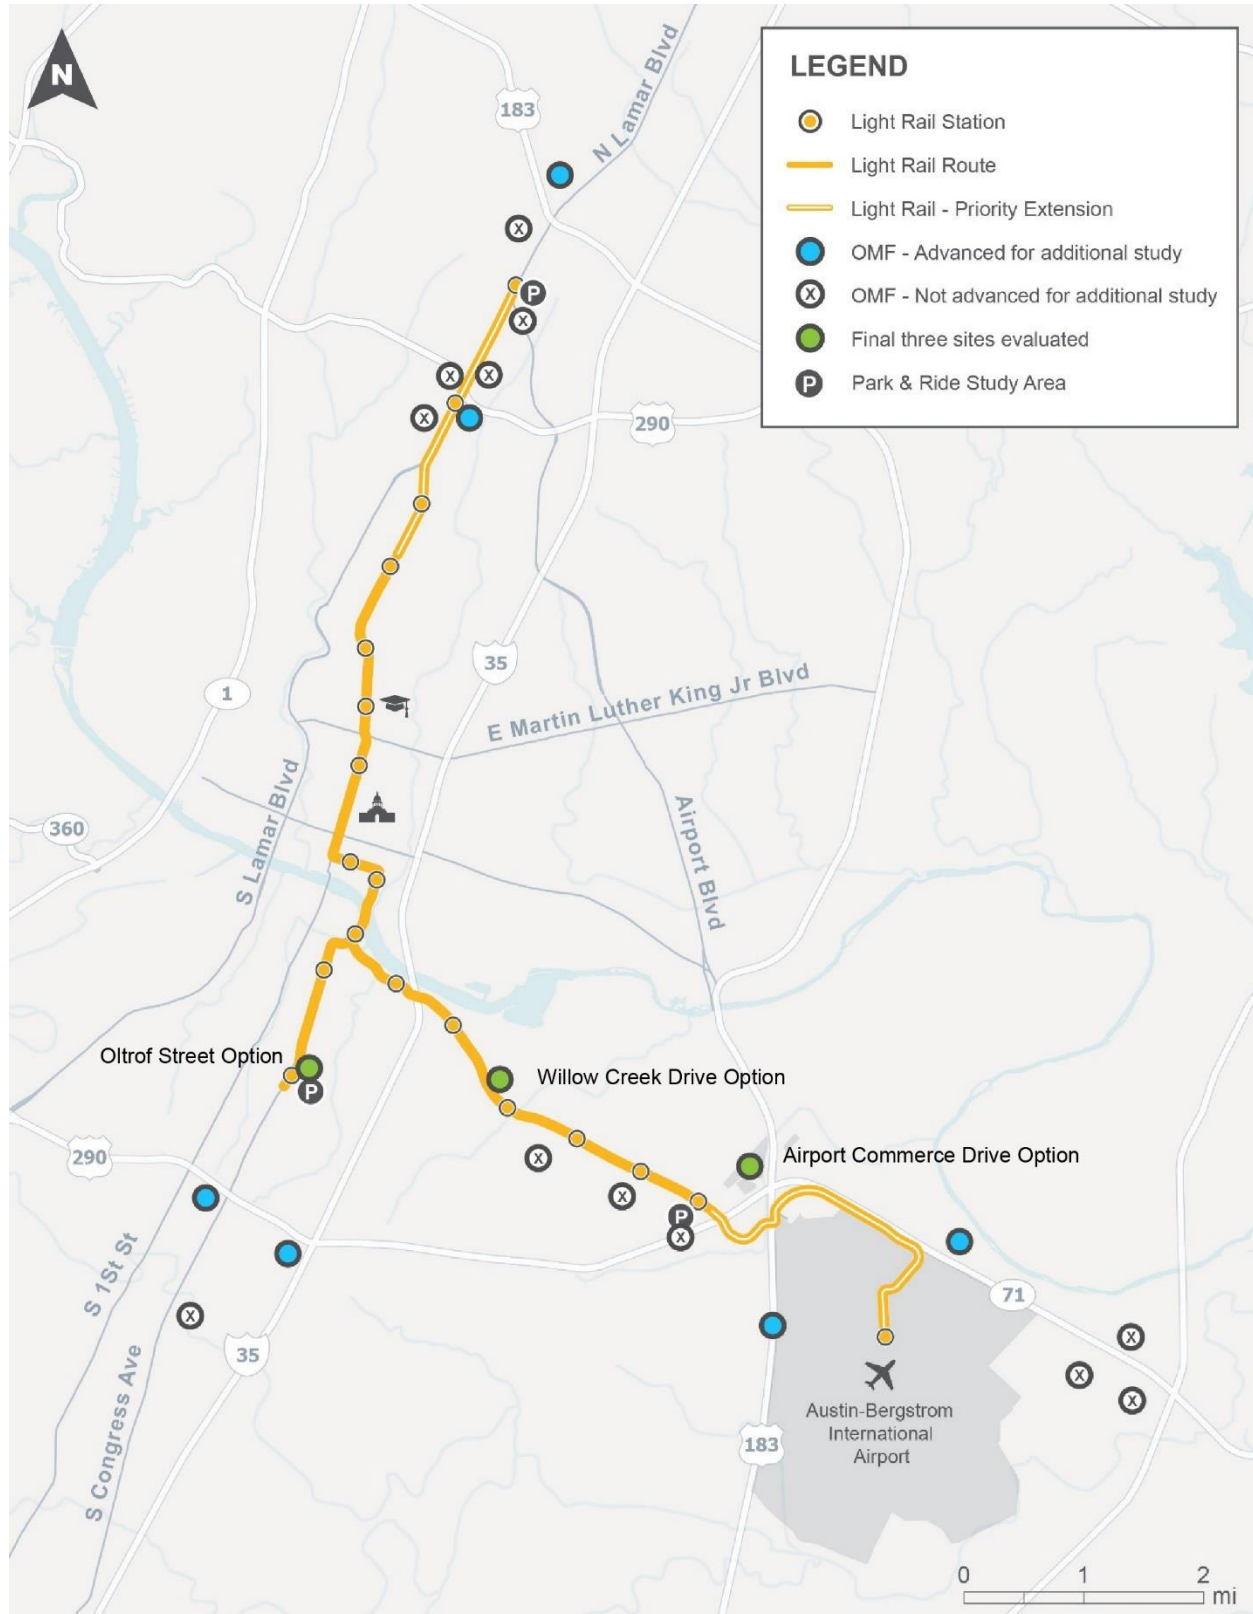 N
183
N Lamar Blvd
LEGEND
Light Rail Station
Light Rail Route
Light Rail - Priority Extension
OMF - Advanced for additional study
X OMF - Not advanced for additional study
Final three sites evaluated
P Park & Ride Study Area
X
P
X
X
X
X
290
35
1
E Martin Luther King Jr Blvd
S Lamar Blvd
Airport Blvd
360
Oltrof Street Option
P
Willow Creek Drive Option
290
X
Airport Commerce Drive Option
X
P
X
S 1St St
71
X
35
X
X
X
S Congress Ave
183
Austin-Bergstrom
International
Airport
0 1 2
mi